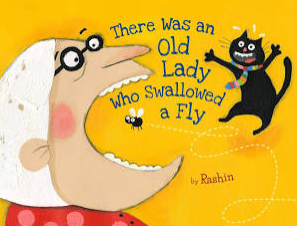 There Was an
Old
Lady
Who Swallowed
a Fly
by Rashin